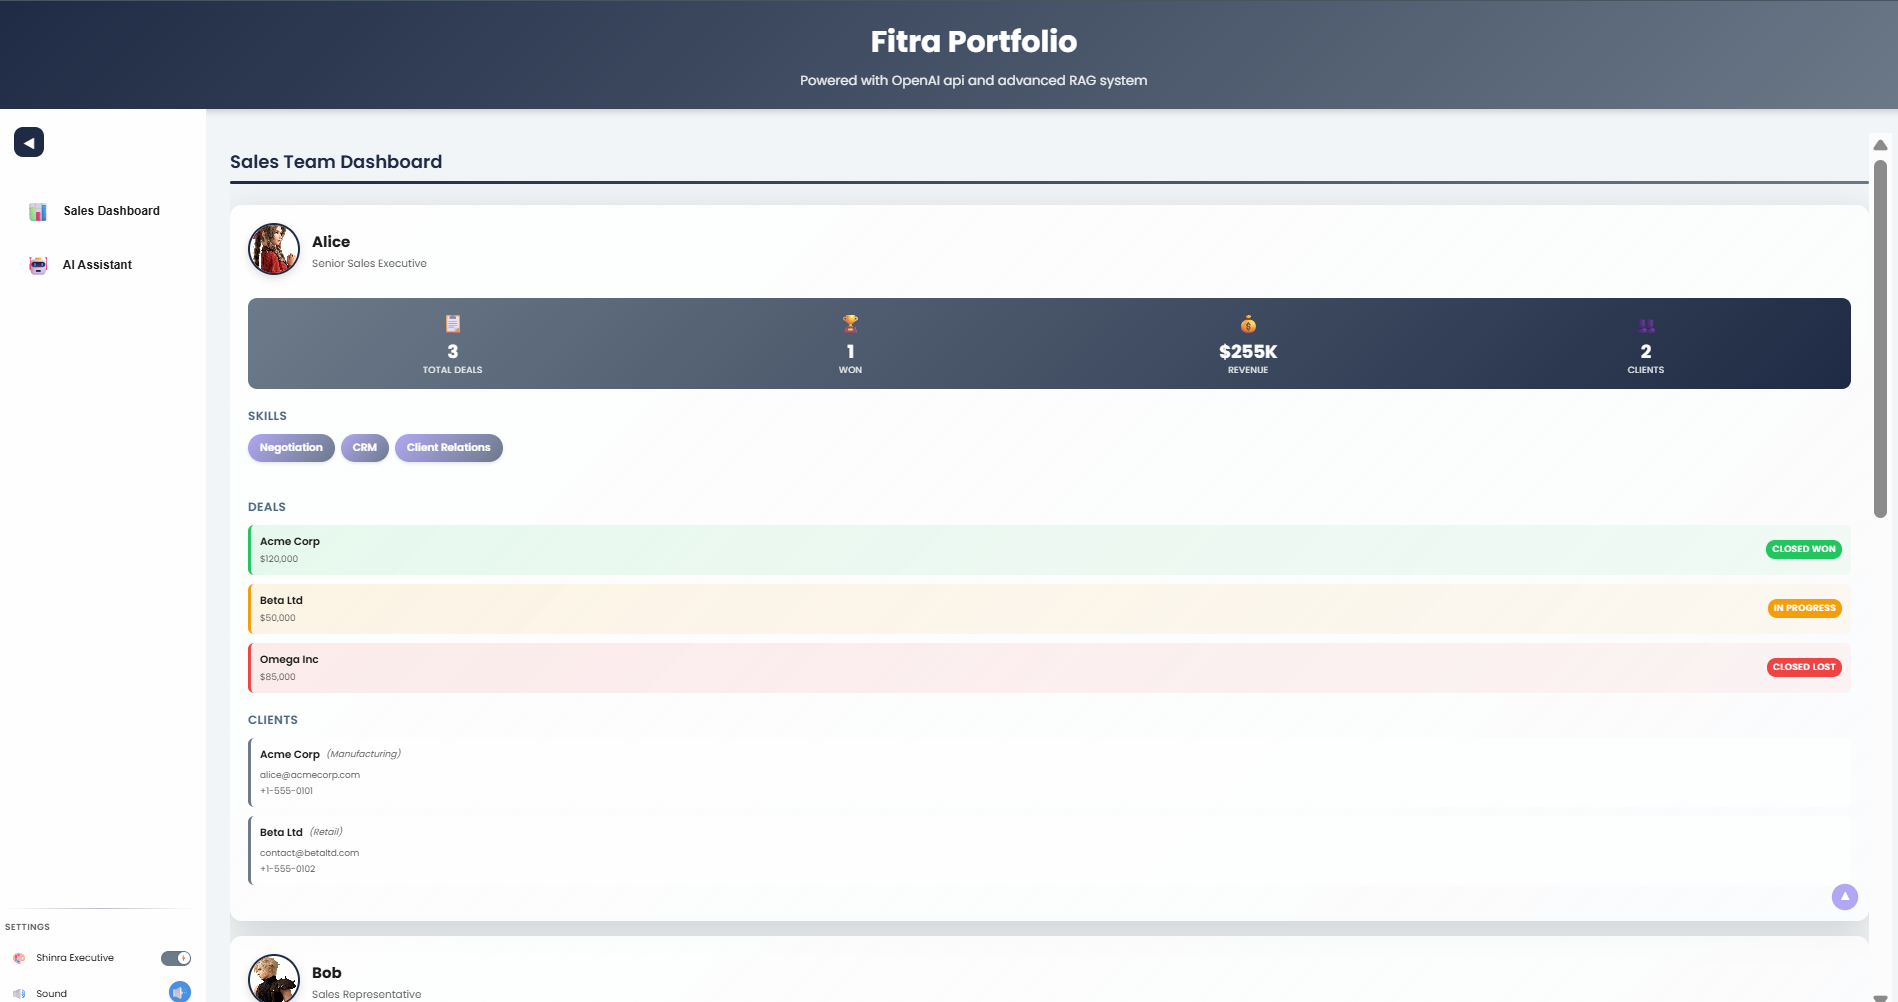 Fitra Portfolio
Powered with OpenAI api and advanced RAG system
Sales Dashboard
AI Assistant
Sales Team Dashboard
Alice
Senior Sales Executive
3
TOTAL DEALS
1
WON
$255K
REVENUE
2
CLIENTS
SKILLS
Negotiation
CRM
Client Relations
DEALS
Acme Corp
$120,000
CLOSED WON
Beta Ltd
$50,000
IN PROGRESS
Omega Inc
$85,000
CLOSED LOST
CLIENTS
Acme Corp (Manufacturing)
alice@acmecorp.com
+1-555-0101
Beta Ltd (Retail)
contact@betaltd.com
+1-555-0102
Bob
Sales Representative
SETTINGS
Shinra Executive
Sound